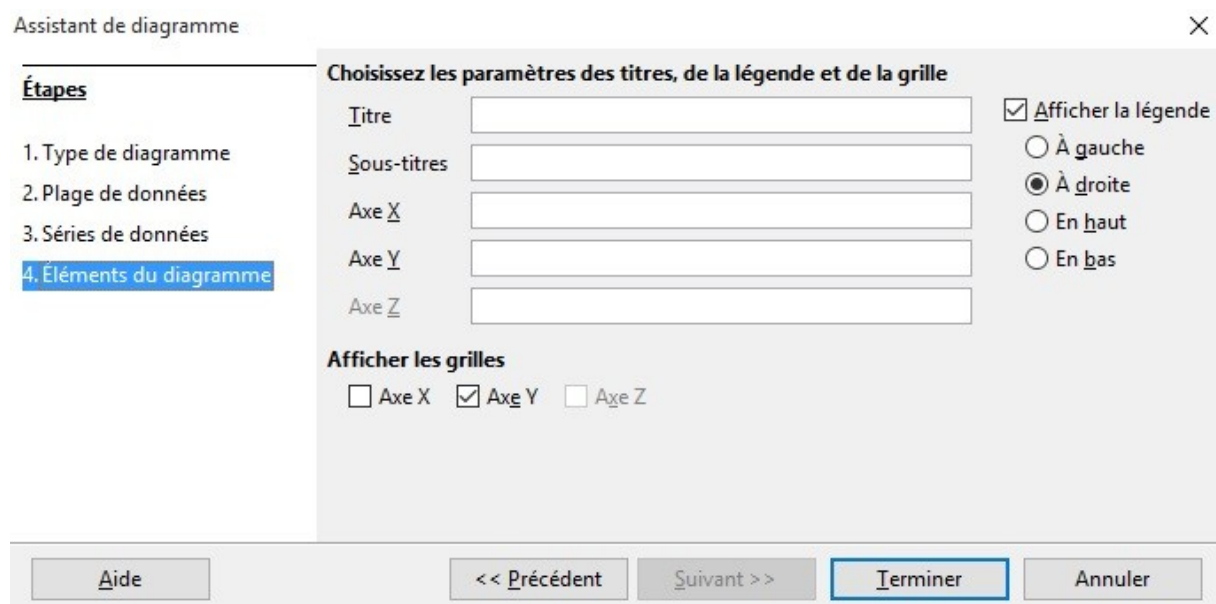 Assistant de diagramme
Étapes
1. Type de diagramme
2. Plage de données
3. Séries de données
4. Éléments du diagramme
Choisissez les paramètres des titres, de la légende et de la grille
Titre
Sous-titres
Axe X
Axe Y
Axe Z
Afficher la légende
À gauche
À droite
En haut
En bas
Afficher les grilles
Axe X Axe Y Axe Z
Aide << Précédent Suivant >> Terminer Annuler